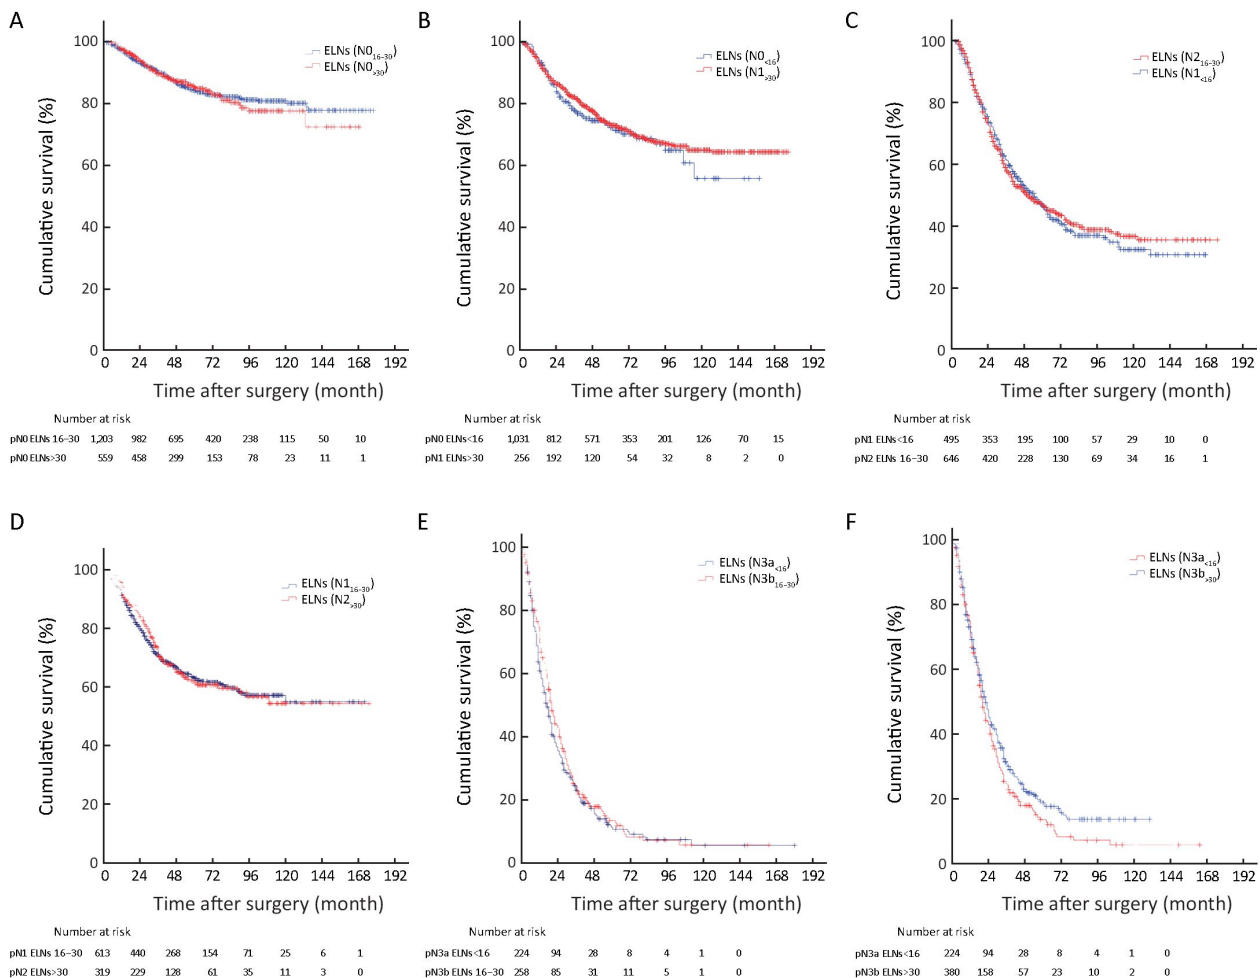 A
Cumulative survival (%)
100
80
60
40
20
0
ELNs (N016−30)
ELNs (N0>30)
0 24 48 72 96 120 144 168 192
Time after surgery (month)
Number at risk
pN0 ELNs 16−30 1,203 982 695 420 238 115 50 10
pN0 ELNs>30 559 458 299 153 78 23 11 1
B
Cumulative survival (%)
100
80
60
40
20
0
ELNs (N0<16)
ELNs (N1>30)
0 24 48 72 96 120 144 168 192
Time after surgery (month)
Number at risk
pN0 ELNs<16 1,031 812 571 353 201 126 70 15
pN1 ELNs>30 256 192 120 54 32 8 2 0
C
Cumulative survival (%)
100
80
60
40
20
0
ELNs (N216−30)
ELNs (N1<16)
0 24 48 72 96 120 144 168 192
Time after surgery (month)
Number at risk
pN1 ELNs<16 495 353 195 100 57 29 10 0
pN2 ELNs 16−30 646 420 228 130 69 34 16 1
D
Cumulative survival (%)
100
80
60
40
20
0
ELNs (N116−30)
ELNs (N2>30)
0 24 48 72 96 120 144 168 192
Time after surgery (month)
Number at risk
pN1 ELNs 16−30 613 440 268 154 71 25 6 1
pN2 ELNs>30 319 229 128 61 35 11 3 0
E
Cumulative survival (%)
100
80
60
40
20
0
ELNs (N3a<16)
ELNs (N3b16−30)
0 24 48 72 96 120 144 168 192
Time after surgery (month)
Number at risk
pN3a ELNs<16 224 94 28 8 4 1 0
pN3b ELNs 16−30 258 85 31 11 5 1 0
F
Cumulative survival (%)
100
80
60
40
20
0
ELNs (N3a<16)
ELNs (N3b>30)
0 24 48 72 96 120 144 168 192
Time after surgery (month)
Number at risk
pN3a ELNs<16 224 94 28 8 4 1 0
pN3b ELNs>30 380 158 57 23 10 4 0